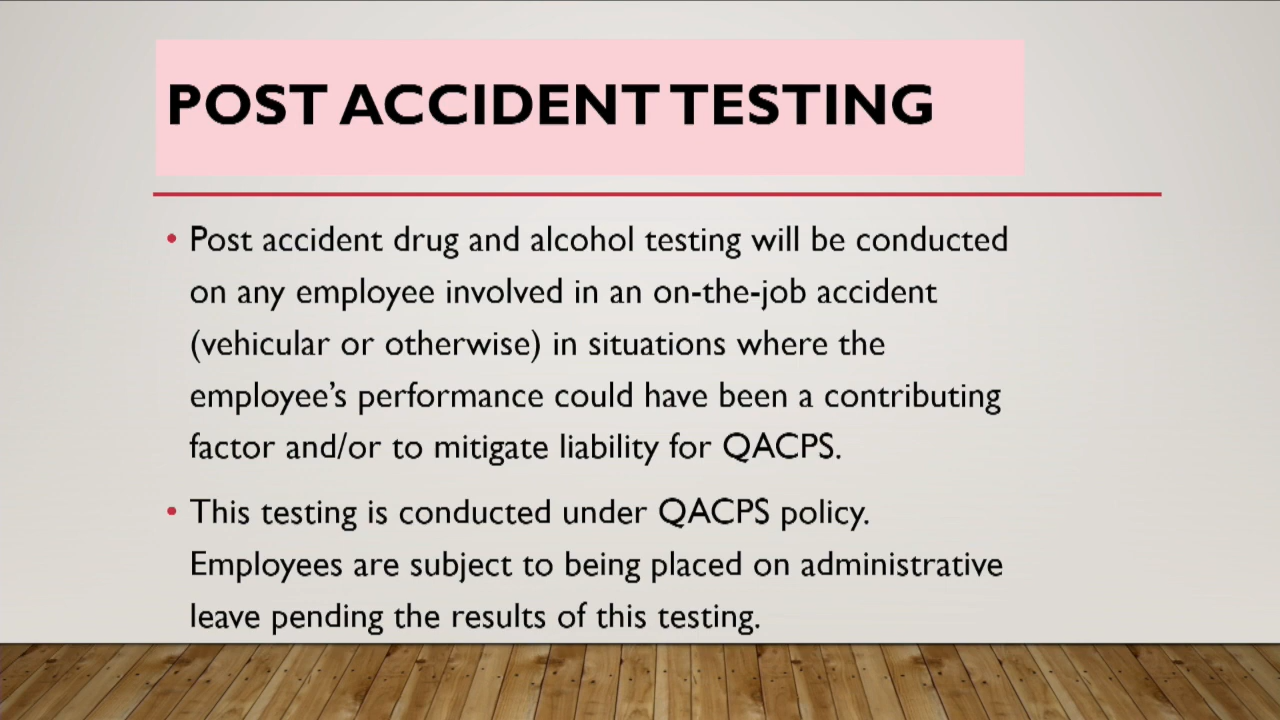 POST ACCIDENT TESTING
• Post accident drug and alcohol testing will be conducted
on any employee involved in an on-the-job accident
(vehicular or otherwise) in situations where the
employee’s performance could have been a contributing
factor and/or to mitigate liability for QACPS.
• This testing is conducted under QACPS policy.
Employees are subject to being placed on administrative
leave pending the results of this testing.